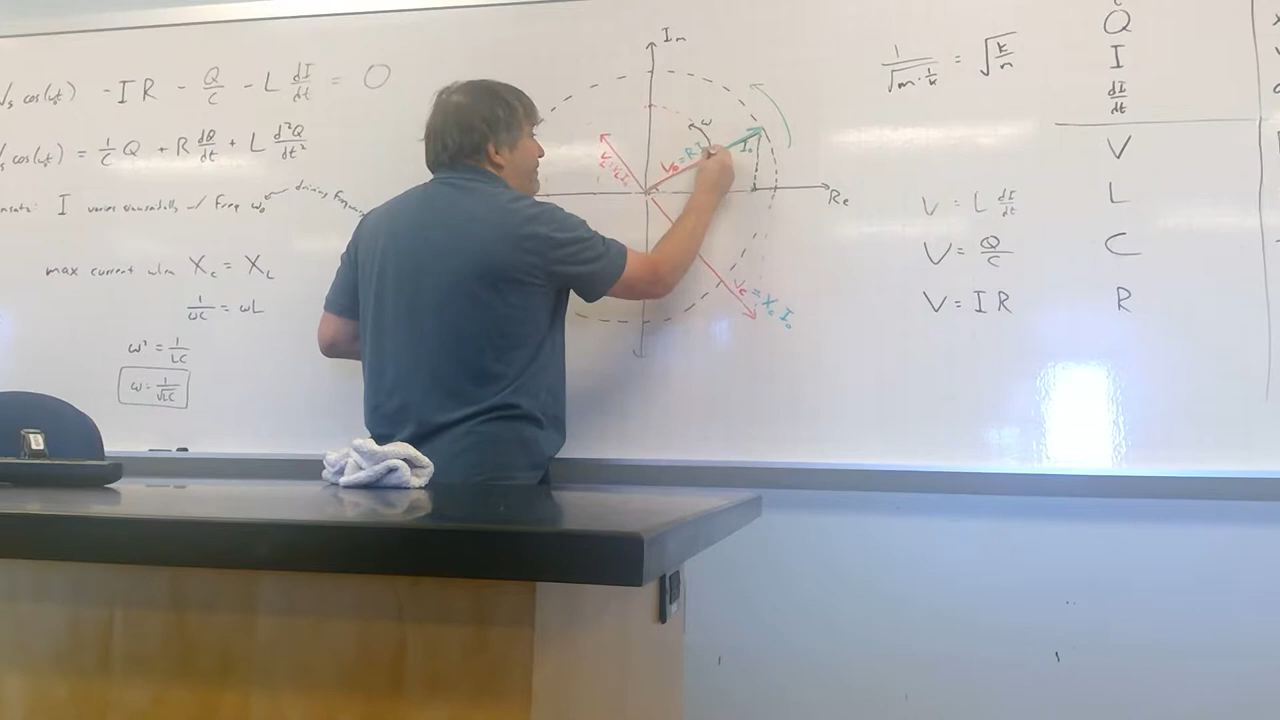 V_s cos(ωt) - IR - Q/C - L dI/dt = 0
V_s cos(ωt) = 1/C Q + R dQ/dt + L d²Q/dt²
I varies sinusoidally w/ freq ω₀ driving frequency
max current when X_c = X_L
1/ωC = ωL
ω² = 1/LC
ω = 1/√LC
Im
ω
I₀
Re
V_c = X_c I₀
1/√m·1/k = √k/m
Q
I
dI/dt
V
V = L dI/dt L
V = Q/C C
V = IR R